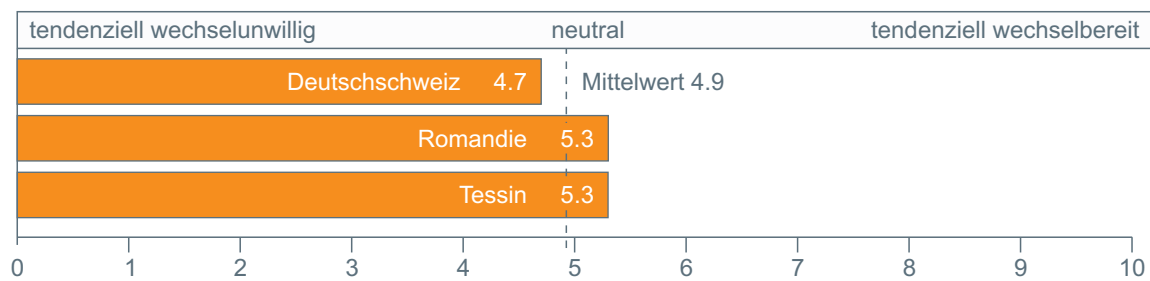 tendenziell wechselunwillig neutral tendenziell wechselbereit
Deutschschweiz 4.7 Mittelwert 4.9
Romandie 5.3
Tessin 5.3
0 1 2 3 4 5 6 7 8 9 10